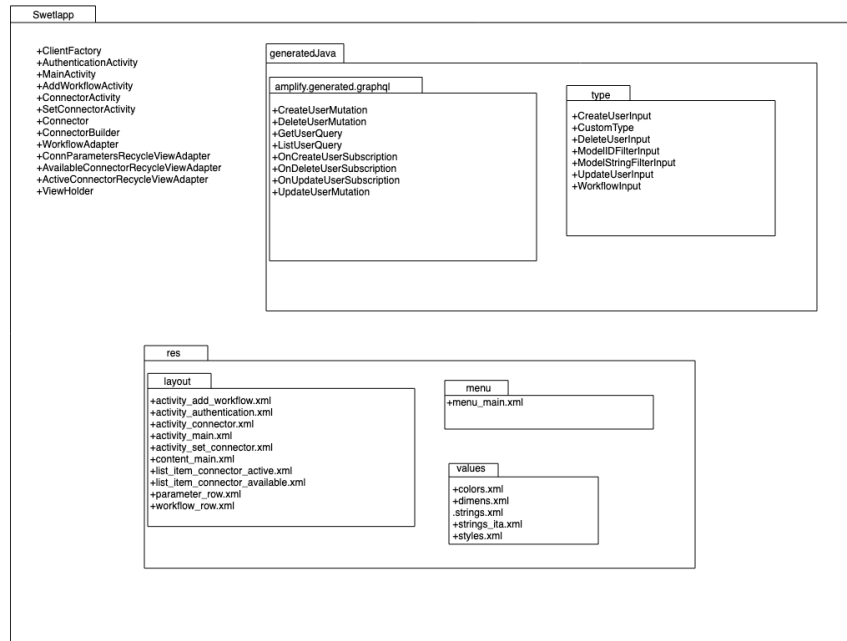 Swetlapp
+ClientFactory
+AuthenticationActivity
+MainActivity
+AddWorkflowActivity
+ConnectorActivity
+SetConnectorActivity
+Connector
+ConnectorBuilder
+WorkflowAdapter
+ConnParametersRecycleViewAdapter
+AvailableConnectorRecycleViewAdapter
+ActiveConnectorRecycleViewAdapter
+ViewHolder
generatedJava
amplify.generated.graphql
+CreateUserMutation
+DeleteUserMutation
+GetUserQuery
+ListUserQuery
+OnCreateUserSubscription
+OnDeleteUserSubscription
+OnUpdateUserSubscription
+UpdateUserMutation
type
+CreateUserInput
+CustomType
+DeleteUserInput
+ModelIDFilterInput
+ModelStringFilterInput
+UpdateUserInput
+WorkflowInput
res
layout
+activity_add_workflow.xml
+activity_authentication.xml
+activity_connector.xml
+activity_main.xml
+activity_set_connector.xml
+content_main.xml
+list_item_connector_active.xml
+list_item_connector_available.xml
+parameter_row.xml
+workflow_row.xml
menu
+menu_main.xml
values
+colors.xml
+dimens.xml
.strings.xml
+strings_ita.xml
+styles.xml